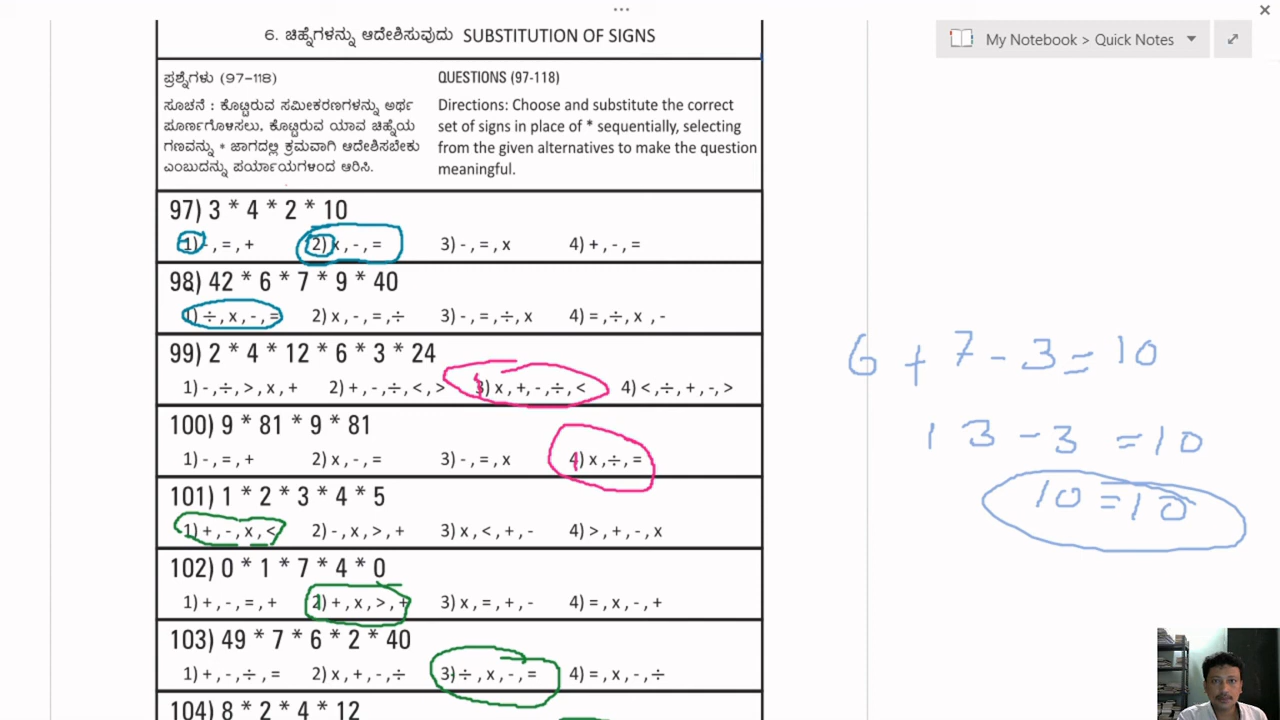 6. ಚಿಹ್ನೆಗಳನ್ನು ಆದೇಶಿಸುವುದು SUBSTITUTION OF SIGNS
My Notebook > Quick Notes
ಪ್ರಶ್ನೆಗಳು (97-118)
ಸೂಚನೆ : ಕೊಟ್ಟಿರುವ ಸಮೀಕರಣಗಳನ್ನು ಅರ್ಥ
ಪೂರ್ಣಗೊಳಿಸಲು, ಕೊಟ್ಟಿರುವ ಯಾವ ಚಿಹ್ನೆಯ
ಗಣವನ್ನು * ಜಾಗದಲ್ಲಿ ಕ್ರಮವಾಗಿ ಆದೇಶಿಸಬೇಕು
ಎಂಬುದನ್ನು ಪರ್ಯಾಯಗಳಿಂದ ಆರಿಸಿ.
QUESTIONS (97-118)
Directions: Choose and substitute the correct
set of signs in place of * sequentially, selecting
from the given alternatives to make the question
meaningful.
97) 3 * 4 * 2 * 10
1) - , = , + 2) x , - , = 3) - , = , x 4) + , - , =
98) 42 * 6 * 7 * 9 * 40
1) ÷ , x , - , = 2) x , - , = , ÷ 3) - , = , ÷ , x 4) = , ÷ , x , -
99) 2 * 4 * 12 * 6 * 3 * 24
1) - , ÷ , > , x , + 2) + , - , ÷ , < , > 3) x , + , - , ÷ , < 4) < , ÷ , + , - , >
100) 9 * 81 * 9 * 81
1) - , = , + 2) x , - , = 3) - , = , x 4) x , ÷ , =
101) 1 * 2 * 3 * 4 * 5
1) + , - , x , < 2) - , x , > , + 3) x , < , + , - 4) > , + , - , x
102) 0 * 1 * 7 * 4 * 0
1) + , - , = , + 2) + , x , > , + 3) x , = , + , - 4) = , x , - , +
103) 49 * 7 * 6 * 2 * 40
1) + , - , ÷ , = 2) x , + , - , ÷ 3) ÷ , x , - , = 4) = , x , - , ÷
104) 8 * 2 * 4 * 12
6 + 7 - 3 = 10
13 - 3 = 10
10 = 10